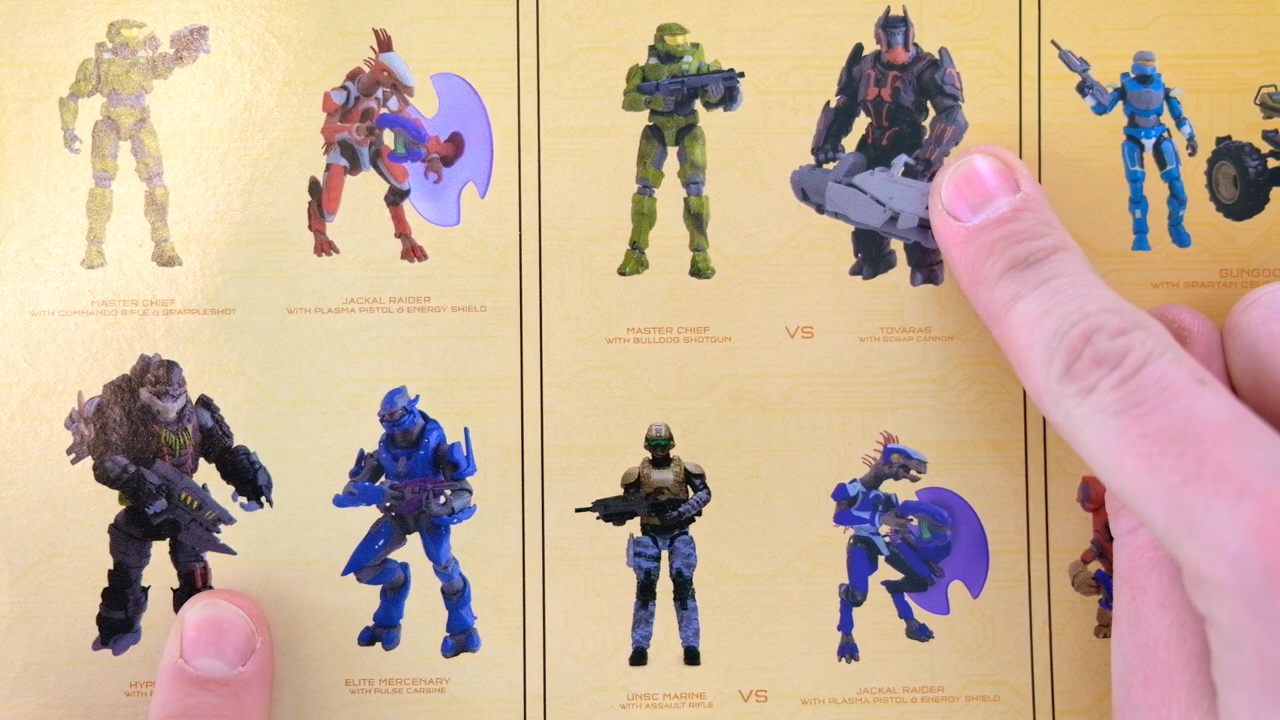 MASTER CHIEF
WITH COMMANDO RIFLE & GRAPPLESHOT
JACKAL RAIDER
WITH PLASMA PISTOL & ENERGY SHIELD
ELITE MERCENARY
WITH PULSE CARBINE
MASTER CHIEF
WITH BULLDOG SHOTGUN
VS
TOVARAS
WITH SCRAP CANNON
UNSC MARINE
WITH ASSAULT RIFLE
VS
JACKAL RAIDER
WITH PLASMA PISTOL & ENERGY SHIELD
WITH SPARTAN